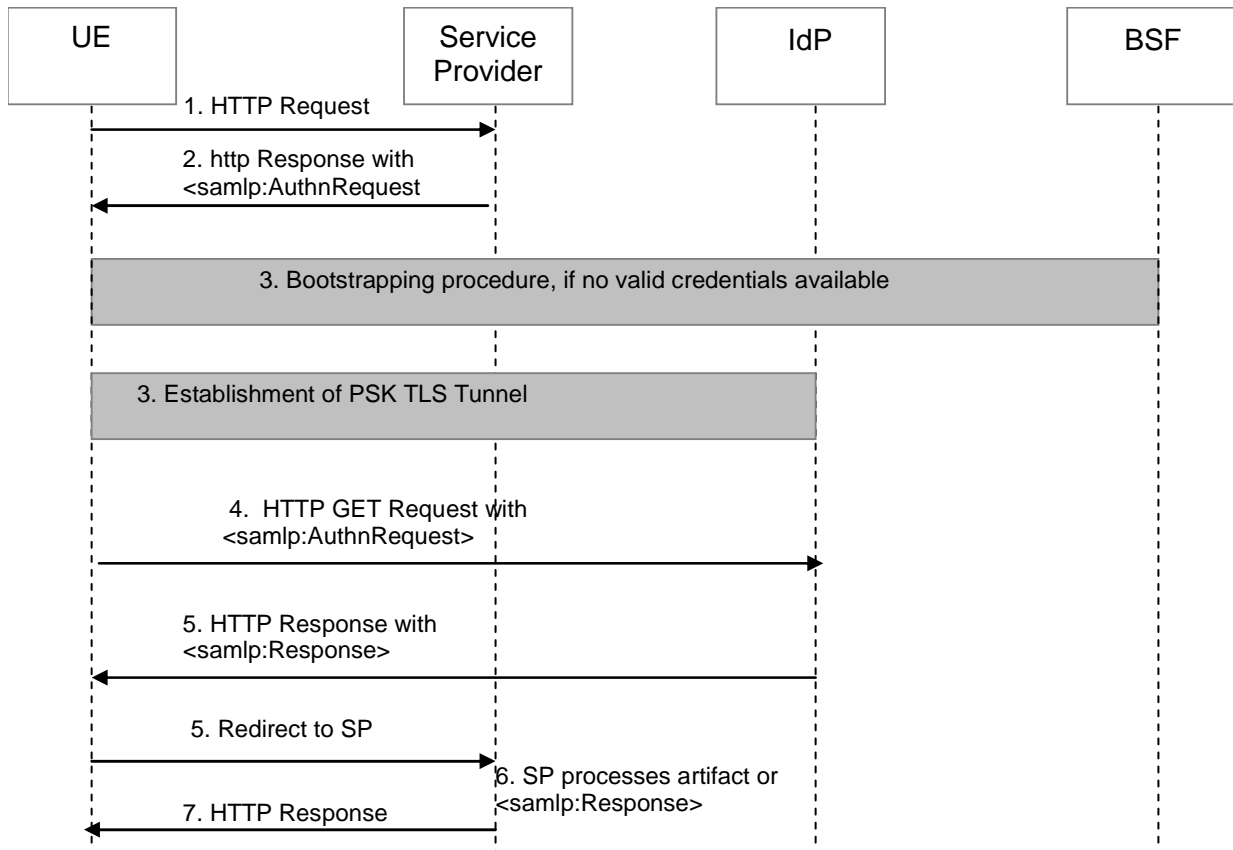 UE
Service
Provider
IdP
BSF
1. HTTP Request
2. http Response with
<samlp:AuthnRequest
3. Bootstrapping procedure, if no valid credentials available
3. Establishment of PSK TLS Tunnel
4. HTTP GET Request with
<samlp:AuthnRequest>
5. HTTP Response with
<samlp:Response>
5. Redirect to SP
6. SP processes artifact or
<samlp:Response>
7. HTTP Response